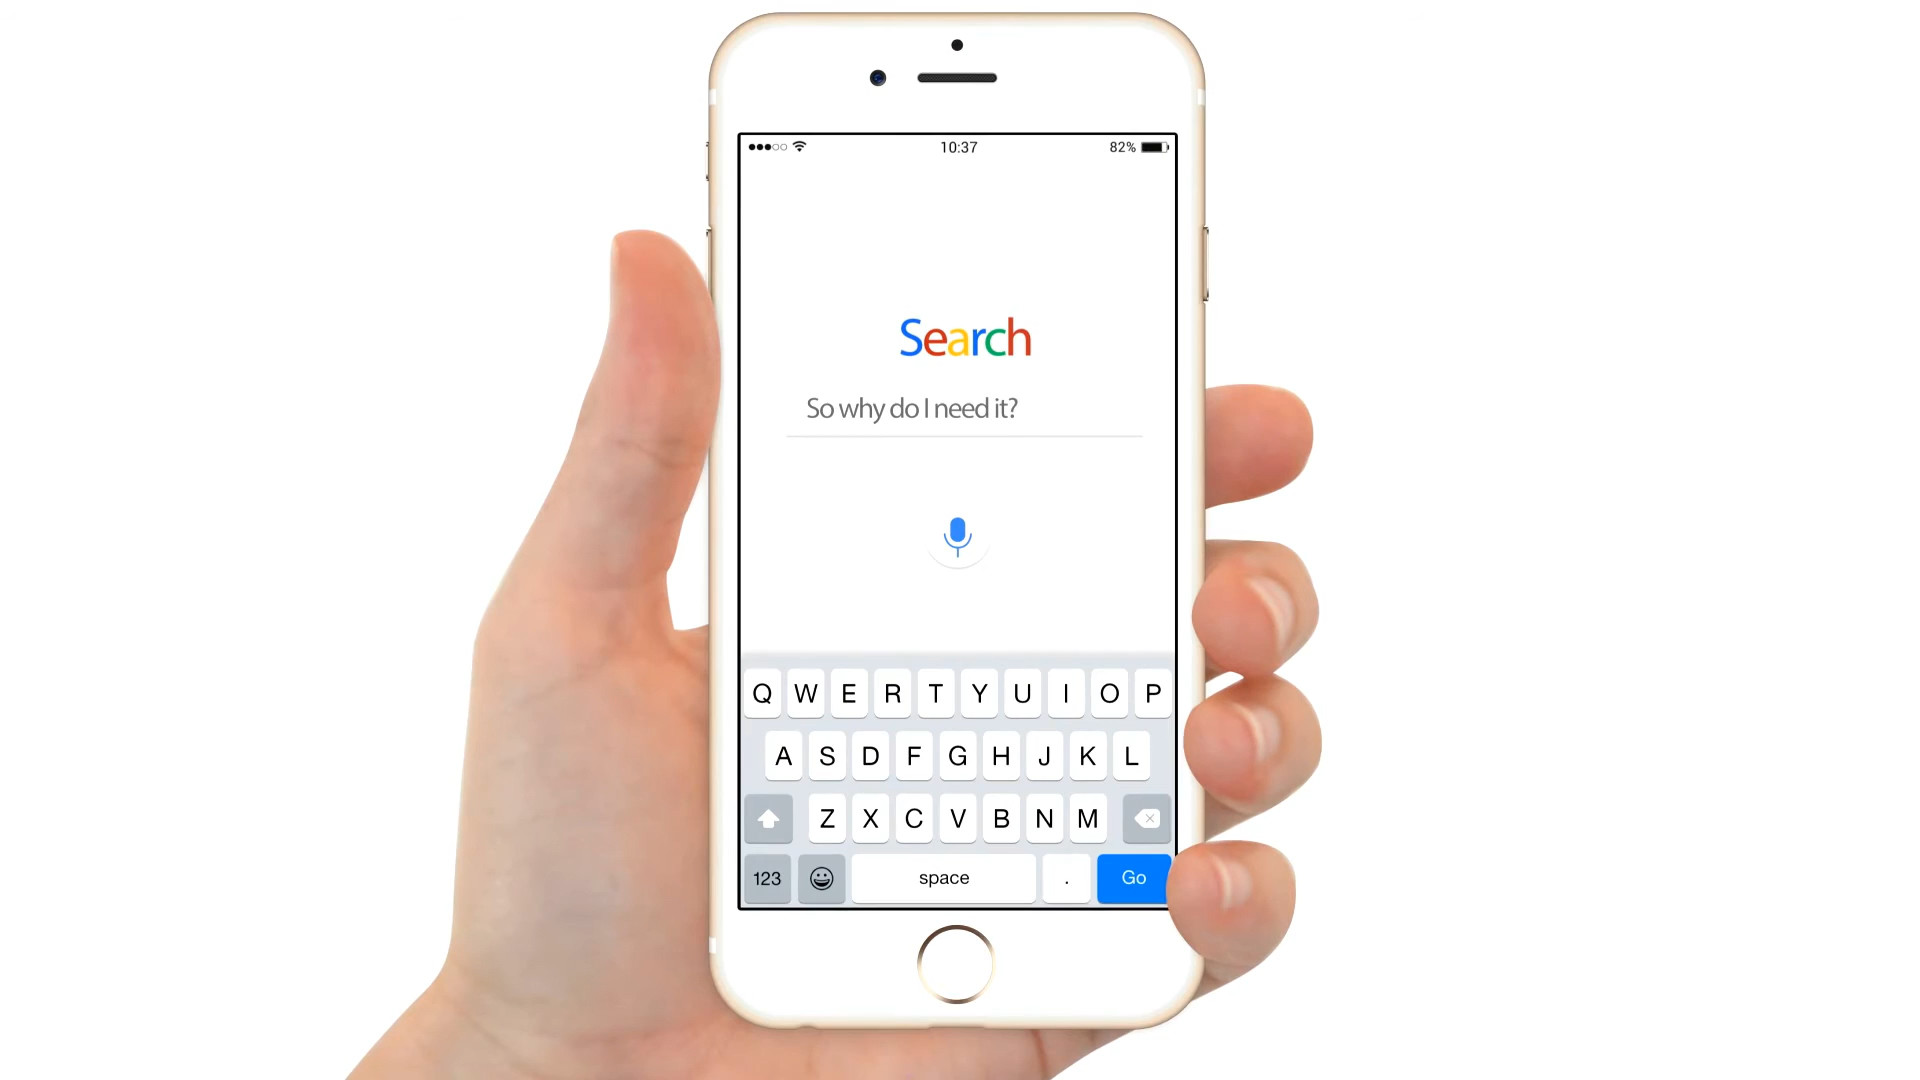 10:37
82%
Search
So why do I need it?
Q W E R T Y U I O P
A S D F G H J K L
Z X C V B N M
123 space . Go